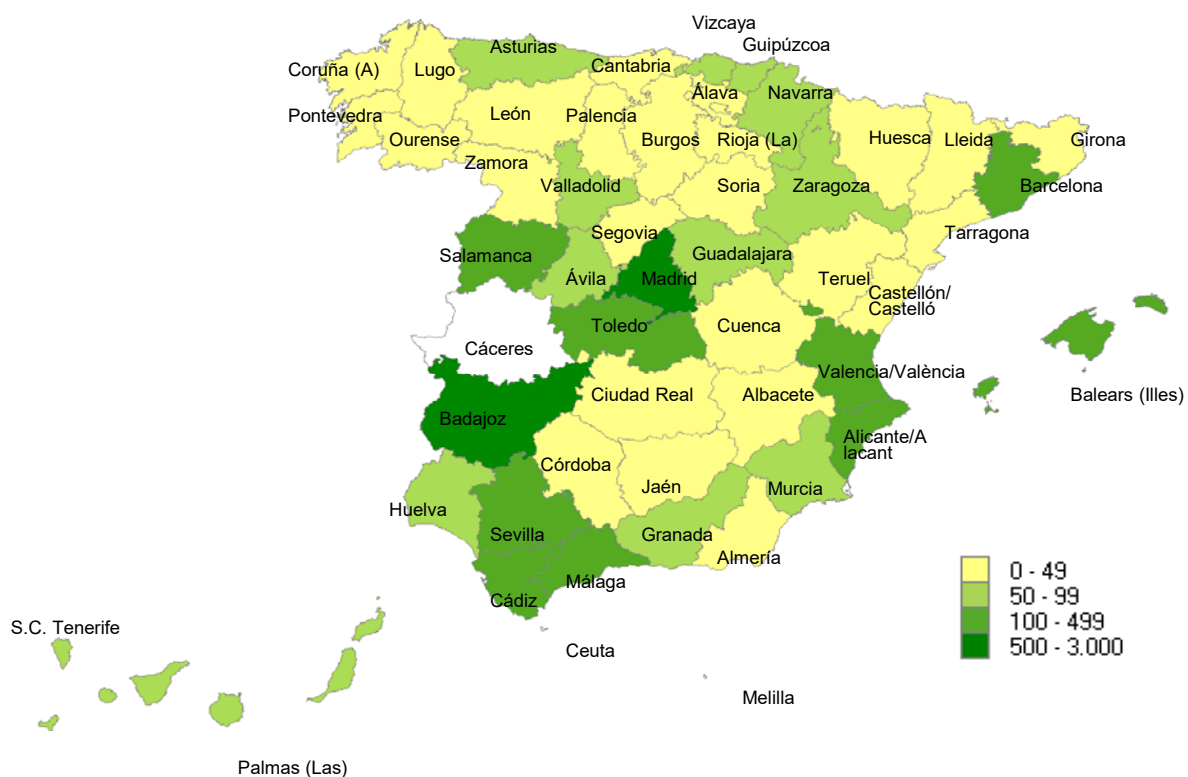 Vizcaya
Asturias
Guipúzcoa
Coruña (A)
Lugo
Cantabria
Álava
Navarra
Pontevedra
León
Palencia
Ourense
Burgos
Rioja (La)
Huesca
Lleida
Girona
Zamora
Valladolid
Soria
Zaragoza
Barcelona
Segovia
Tarragona
Salamanca
Ávila
Madrid
Guadalajara
Teruel
Castellón/
Castelló
Toledo
Cuenca
Cáceres
Valencia/València
Ciudad Real
Albacete
Balears (Illes)
Badajoz
Alicante/A
lacant
Córdoba
Jaén
Murcia
Huelva
Sevilla
Granada
Almería
Málaga
Cádiz
0 - 49
50 - 99
100 - 499
500 - 3.000
S.C. Tenerife
Ceuta
Melilla
Palmas (Las)